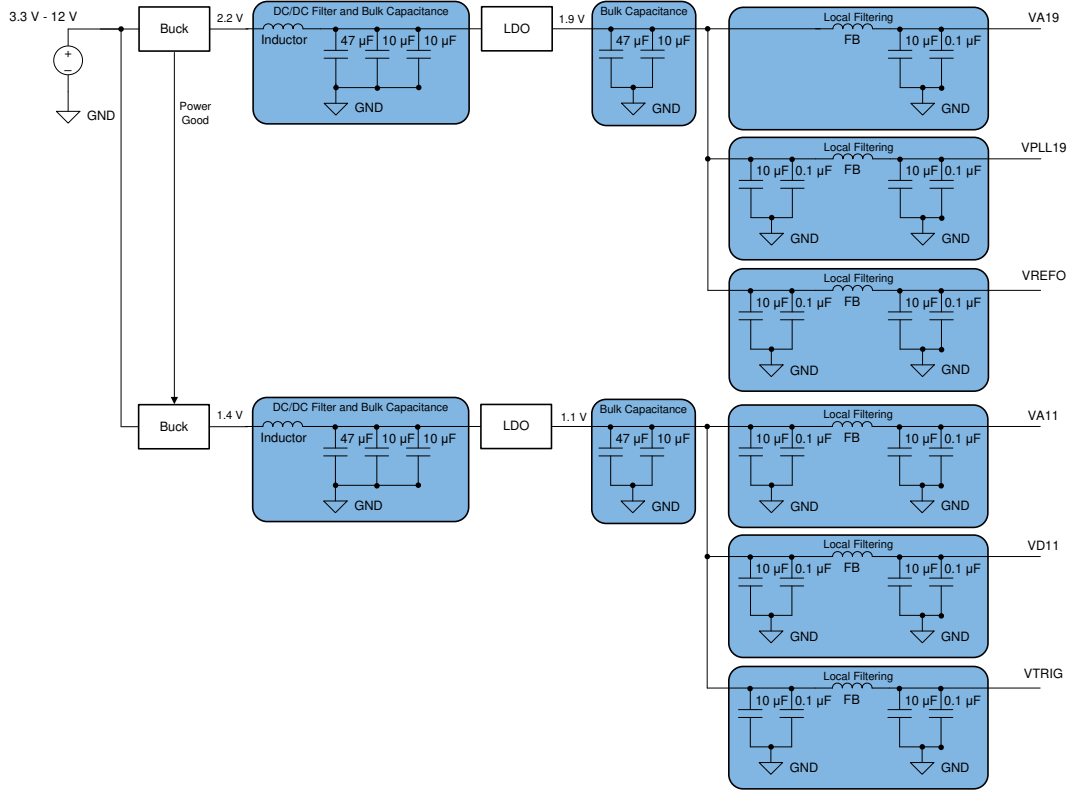 3.3 V - 12 V
Buck
2.2 V
DC/DC Filter and Bulk Capacitance
Inductor
47 µF
10 µF
10 µF
GND
LDO
1.9 V
Bulk Capacitance
47 µF
10 µF
GND
Local Filtering
FB
10 µF
0.1 µF
GND
VA19
+
–
GND
Power
Good
Local Filtering
10 µF
0.1 µF
FB
10 µF
0.1 µF
GND
GND
VPLL19
Local Filtering
10 µF
0.1 µF
FB
10 µF
0.1 µF
GND
GND
VREFO
Buck
1.4 V
DC/DC Filter and Bulk Capacitance
Inductor
47 µF
10 µF
10 µF
GND
LDO
1.1 V
Bulk Capacitance
47 µF
10 µF
GND
Local Filtering
10 µF
0.1 µF
FB
10 µF
0.1 µF
GND
GND
VA11
Local Filtering
10 µF
0.1 µF
FB
10 µF
0.1 µF
GND
GND
VD11
Local Filtering
10 µF
0.1 µF
FB
10 µF
0.1 µF
GND
GND
VTRIG